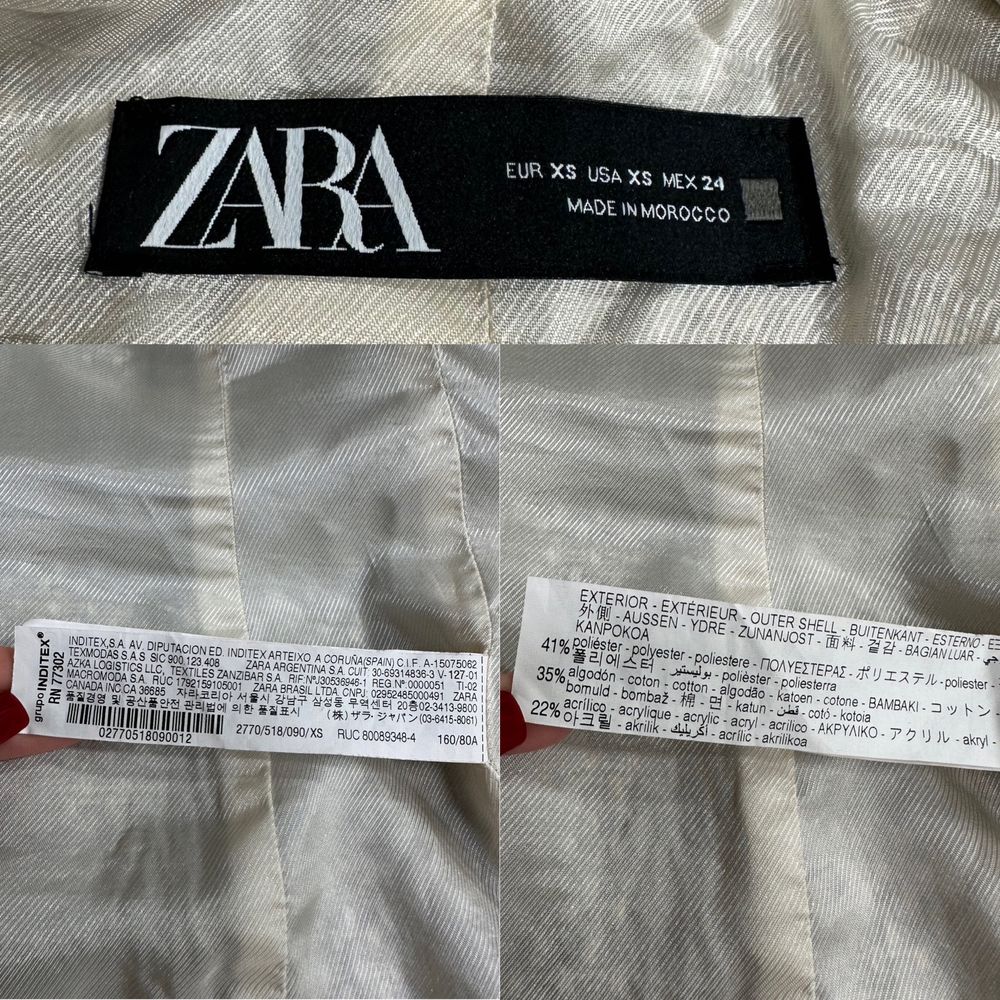 ZARA
EUR XS USA XS MEX 24
MADE IN MOROCCO
grupo INDITEX®
RN 77302
INDITEX,S.A. AV. DIPUTACION ED. INDITEX ARTEIXO A CORUÑA(SPAIN) C.I.F. A-15075062
TEXMODAS S.A.S SIC 900.123.408 ZARA ARGENTINA S.A. CUIT 30-69314836-3 V-127-01
AZKA LOGISTICS LLC, TEXTILES ZANZIBAR S.A. RIF:Nº J30536946-1 REG Nº 0000051 TI-02
MACROMODA S.A. RUC 1792159105001 ZARA BRASIL LTDA. CNPJ: 02952485000491 ZARA
CANADA INC.CA 36685 자라코리아 서울시 강남구 삼성동 무역센터 20층 02-3413-9800
품질경영 및 공산품안전 관리법에 의한 품질표시 (株) ザラ・ジャパン (03-6415-8061)
02770518090012 2770/518/090/XS RUC 80089348-4 160/80A
EXTERIOR - EXTÉRIEUR - OUTER SHELL - BUITENKANT - ESTERNO -
外側 - AUSSEN - YDRE - ZUNANJOST - 面料 - 겉감 - BAGIAN LUAR -
KANPOKOA
41% poliéster - polyester - poliestere - ΠΟΛΥΕΣΤΕΡΑΣ - ポリエステル - poliester -
폴리에스터 - بوليستير - polièster - poliesterra
35% algodón - coton - cotton - algodão - katoen - cotone - BAMBAKI - コットン
bomuld - bombaž - 棉 - 면 - katun - قطن - cotó - kotoia
22% acrílico - acrylique - acrylic - acryl - acrilico - ΑΚΡΥΛΙΚΟ - アクリル - akryl -
아크릴 - akrilik - أكريليك - acrílic - akrilikoa